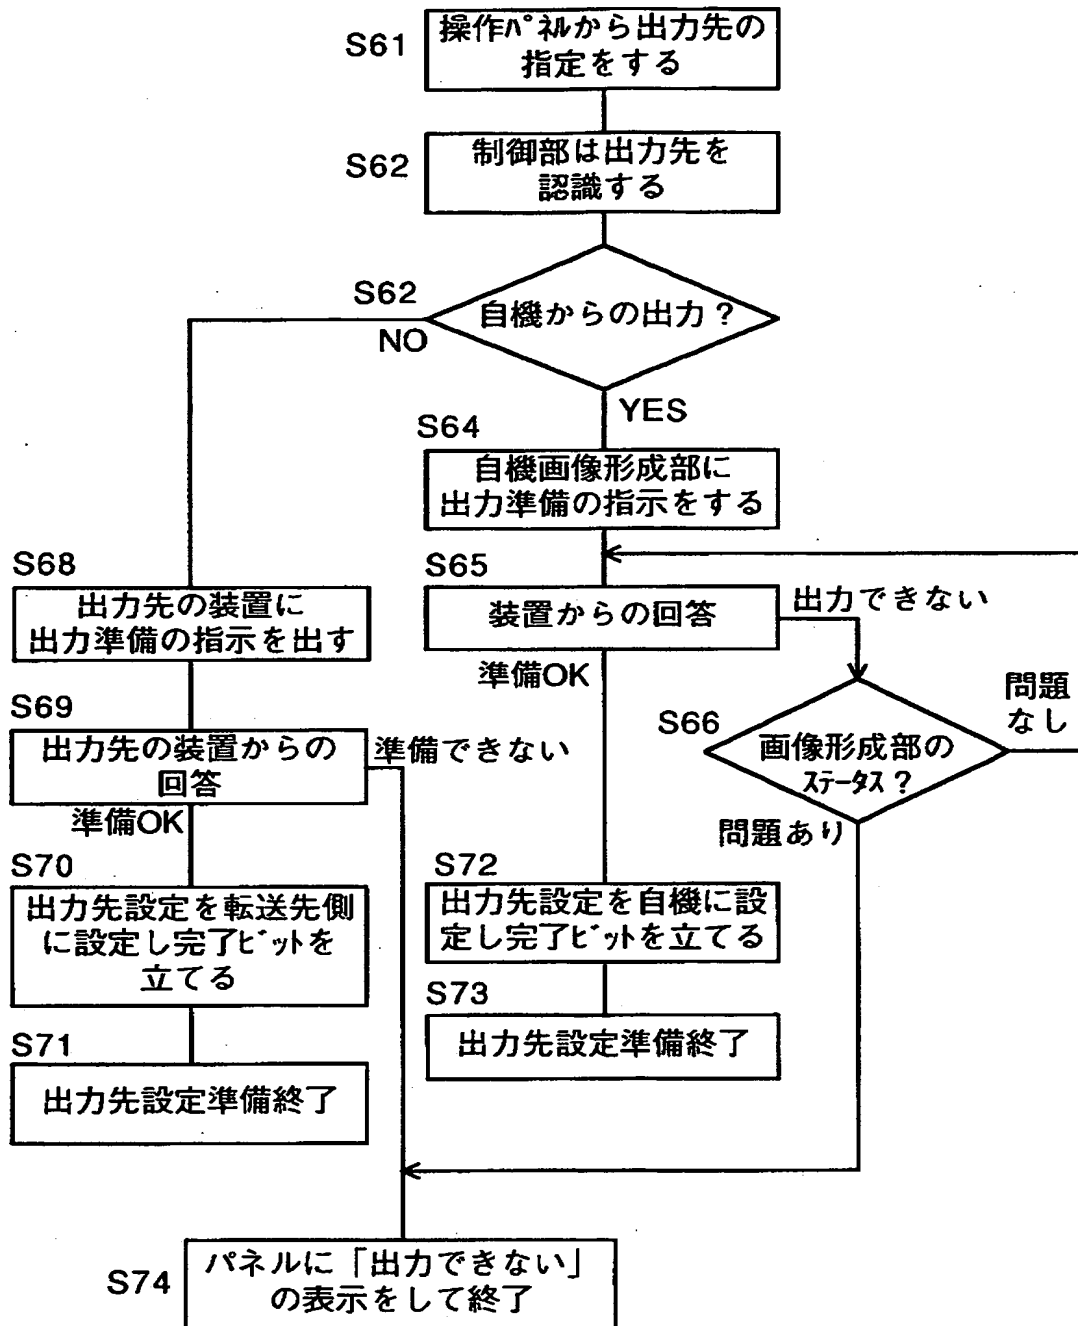 S61
操作ﾊﾟﾈﾙから出力先の
指定をする
S62
制御部は出力先を
認識する
S62
自機からの出力？
NO
YES
S64
自機画像形成部に
出力準備の指示をする
S68
出力先の装置に
出力準備の指示を出す
S65
装置からの回答
出力できない
準備OK
S66
画像形成部の
ｽﾃｰﾀｽ？
問題
なし
問題あり
S69
出力先の装置からの
回答
準備できない
準備OK
S70
出力先設定を転送先側
に設定し完了ﾋﾞｯﾄを
立てる
S72
出力先設定を自機に設
定し完了ﾋﾞｯﾄを立てる
S71
出力先設定準備終了
S73
出力先設定準備終了
S74
パネルに「出力できない」
の表示をして終了